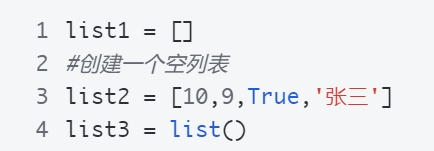 1 list1 = []
2 #创建一个空列表
3 list2 = [10,9,True,'张三']
4 list3 = list()